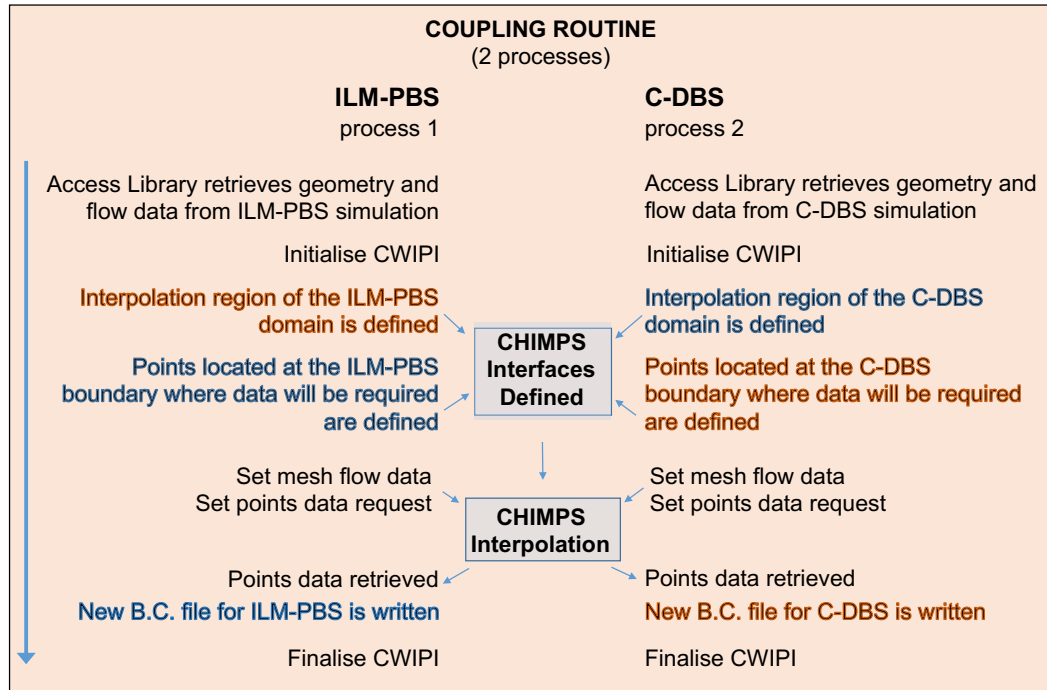 COUPLING ROUTINE
(2 processes)
ILM-PBS
process 1
C-DBS
process 2
Access Library retrieves geometry and
flow data from ILM-PBS simulation
Access Library retrieves geometry and
flow data from C-DBS simulation
Initialise CWIPI
Initialise CWIPI
Interpolation region of the ILM-PBS
domain is defined
Interpolation region of the C-DBS
domain is defined
CHIMPS
Interfaces
Defined
Points located at the ILM-PBS
boundary where data will be required
are defined
Points located at the C-DBS
boundary where data will be required
are defined
Set mesh flow data
Set points data request
Set mesh flow data
Set points data request
CHIMPS
Interpolation
Points data retrieved
New B.C. file for ILM-PBS is written
Points data retrieved
New B.C. file for C-DBS is written
Finalise CWIPI
Finalise CWIPI